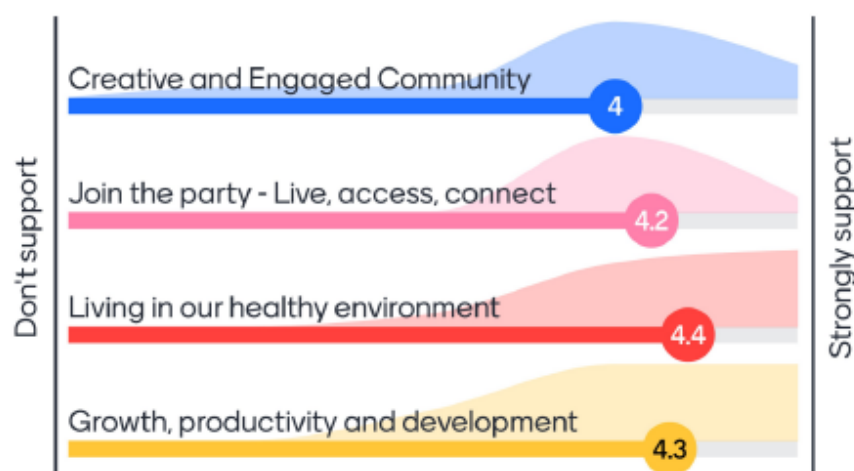 Don't support
Creative and Engaged Community
4
Join the party - Live, access, connect
4.2
Living in our healthy environment
4.4
Growth, productivity and development
4.3
Strongly support